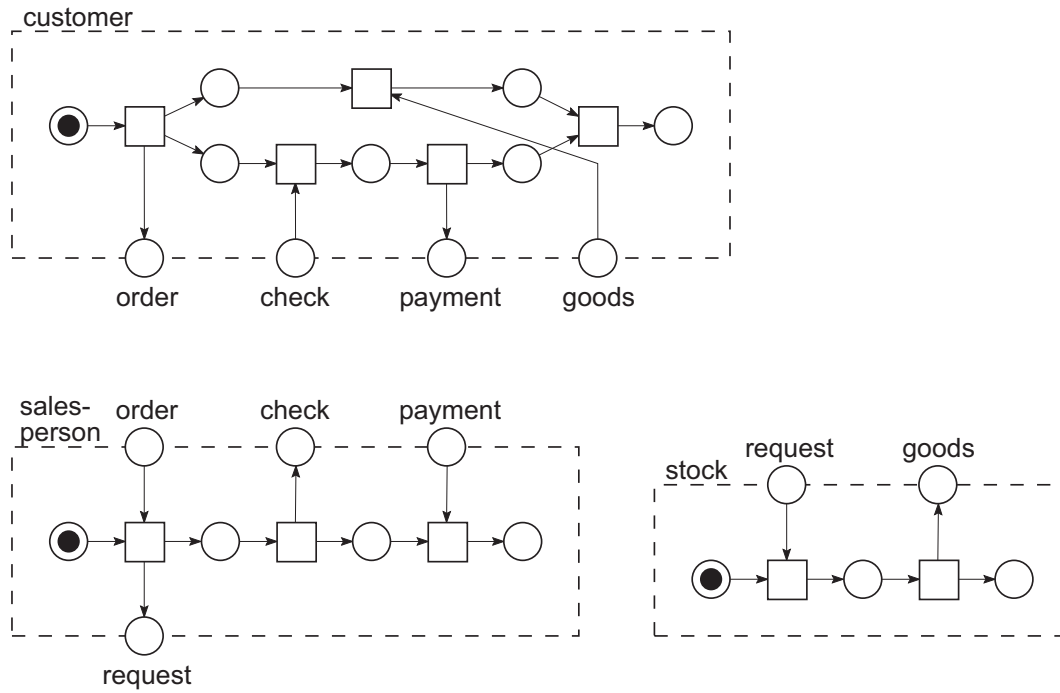 customer
order check payment goods
sales-
person
order check payment
request
stock
request goods